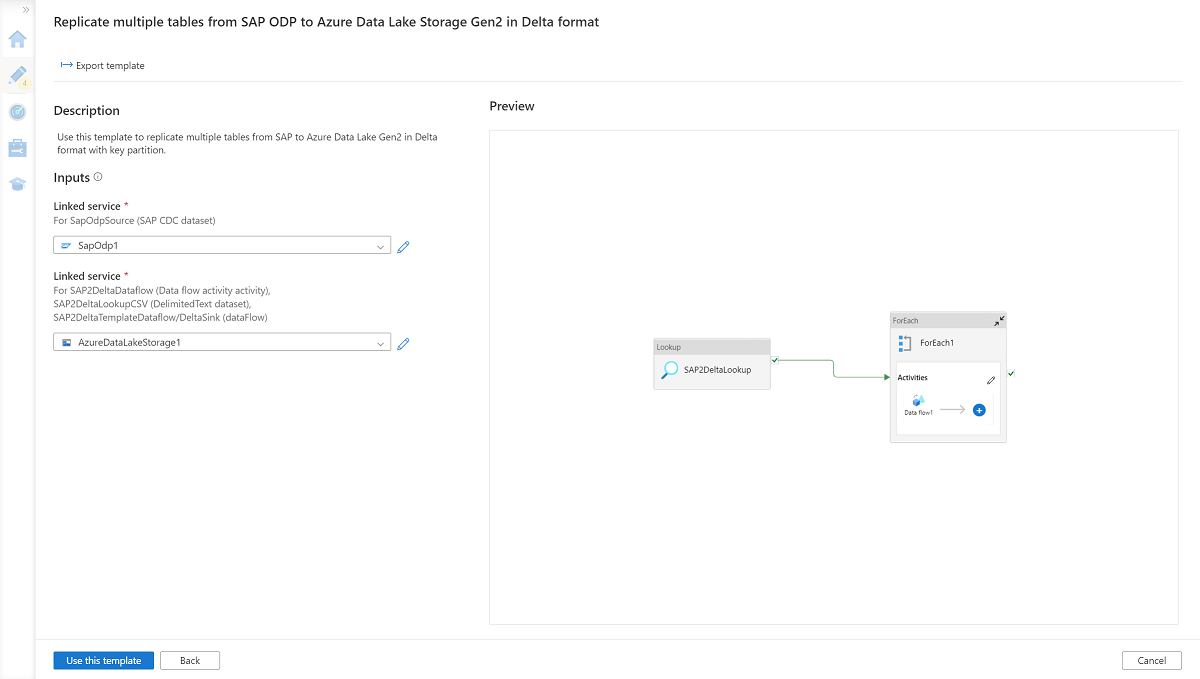 »
Replicate multiple tables from SAP ODP to Azure Data Lake Storage Gen2 in Delta format
Export template
4
Description
Use this template to replicate multiple tables from SAP to Azure Data Lake Gen2 in Delta
format with key partition.
Inputs
Linked service *
For SapOdpSource (SAP CDC dataset)
SapOdp1
Linked service *
For SAP2DeltaDataflow (Data flow activity activity),
SAP2DeltaLookupCSV (DelimitedText dataset),
SAP2DeltaTemplateDataflow/DeltaSink (dataFlow)
AzureDataLakeStorage1
Preview
Lookup
SAP2DeltaLookup
ForEach
ForEach1
Activities
Data flow1
Use this template
Back
Cancel